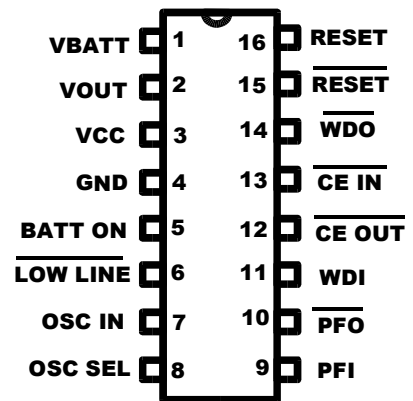 VBATT 1 16 RESET
VOUT 2 15 RESET
VCC 3 14 WDO
GND 4 13 CE IN
BATT ON 5 12 CE OUT
LOW LINE 6 11 WDI
OSC IN 7 10 PFO
OSC SEL 8 9 PFI